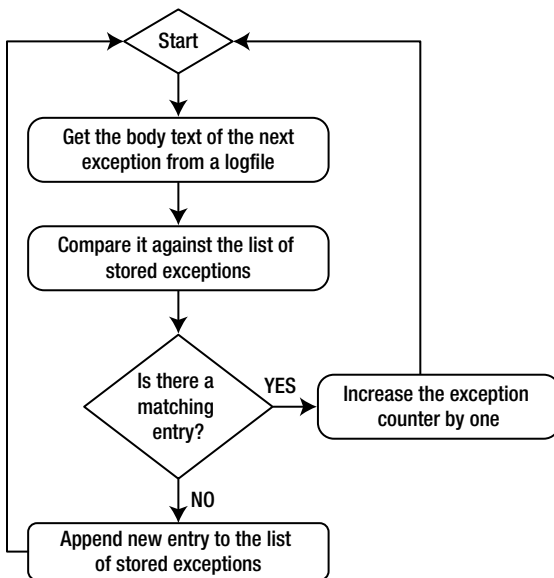 Start
Get the body text of the next
exception from a logfile
Compare it against the list of
stored exceptions
Is there a
matching
entry?
YES
Increase the exception
counter by one
NO
Append new entry to the list
of stored exceptions